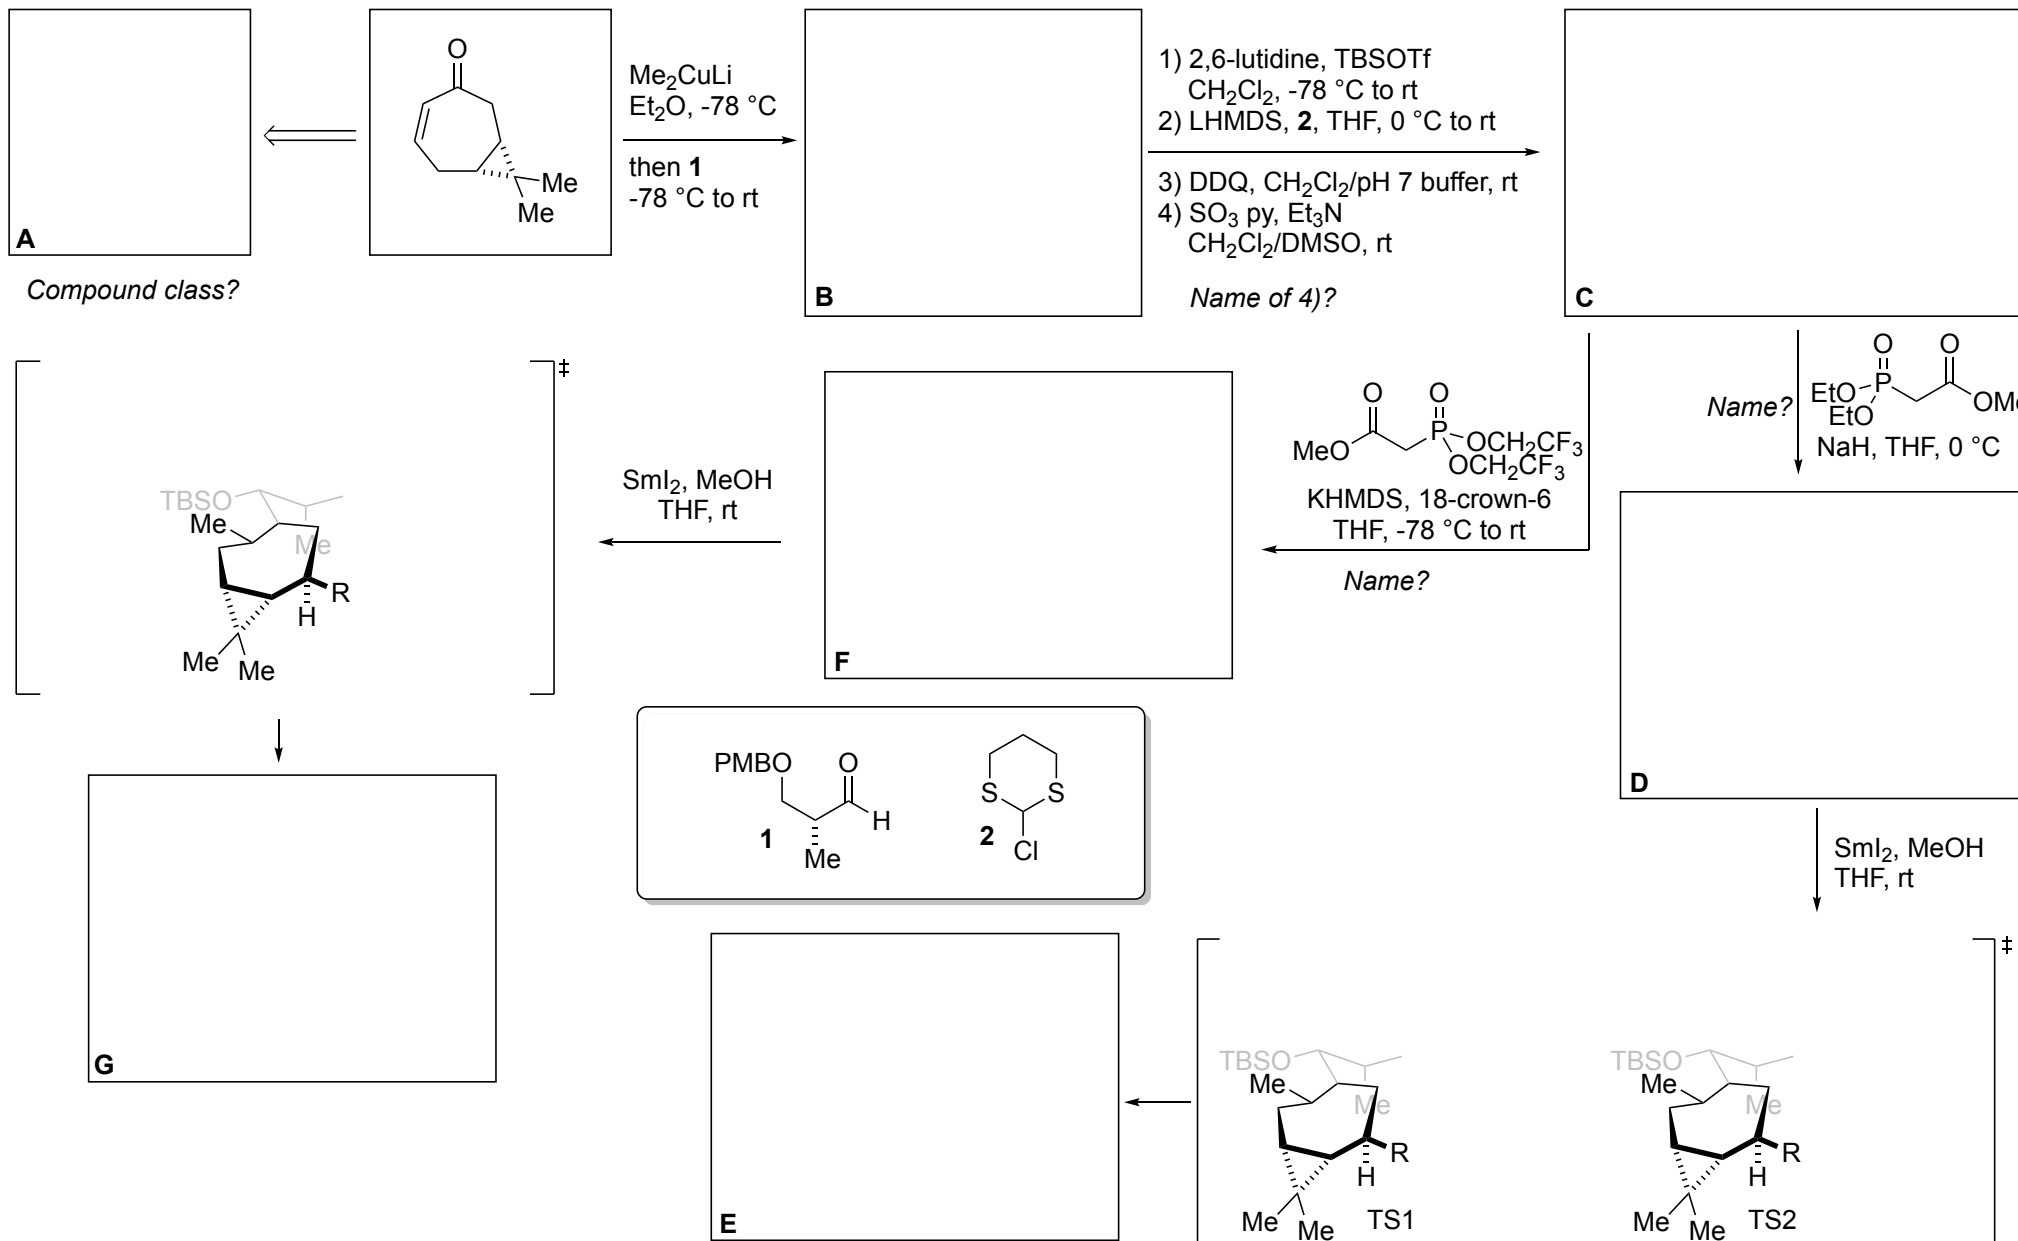 O
Me
Me
A
Compound class?
Me₂CuLi
Et₂O, -78 °C
then 1
-78 °C to rt
B
1) 2,6-lutidine, TBSOTf
CH₂Cl₂, -78 °C to rt
2) LHMDS, 2, THF, 0 °C to rt
3) DDQ, CH₂Cl₂/pH 7 buffer, rt
4) SO₃ py, Et₃N
CH₂Cl₂/DMSO, rt
Name of 4)?
C
‡
TBSO
Me
Me
R
H
Me
Me
SmI₂, MeOH
THF, rt
F
O
O
MeO
P
OCH₂CF₃
OCH₂CF₃
KHMDS, 18-crown-6
THF, -78 °C to rt
Name?
Name?
O
O
EtO
P
EtO
OMe
NaH, THF, 0 °C
D
G
PMBO
O
H
1
Me
S
S
2
Cl
SmI₂, MeOH
THF, rt
E
‡
TBSO
Me
Me
R
H
Me
Me
TS1
TBSO
Me
Me
R
H
Me
Me
TS2